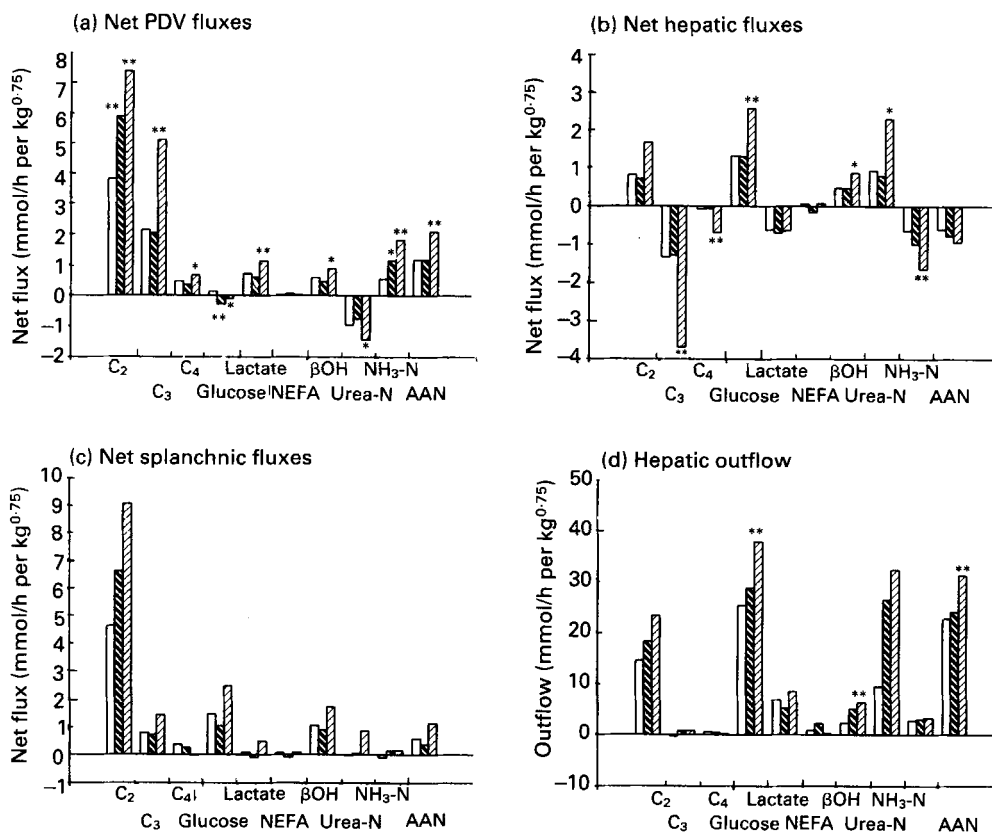 (a) Net PDV fluxes
Net flux (mmol/h per kg0·75)
8
7
6
5
4
3
2
1
0
−1
−2
** ** ** * ** * ** * * * ** **
C2 C4 Lactate βOH NH3-N
C3 Glucose NEFA Urea-N AAN
(b) Net hepatic fluxes
Net flux (mmol/h per kg0·75)
4
3
2
1
0
−1
−2
−3
−4
** ** ** * * **
C2 C4 Lactate βOH NH3-N
C3 Glucose NEFA Urea-N AAN
(c) Net splanchnic fluxes
Net flux (mmol/h per kg0·75)
10
9
8
7
6
5
4
3
2
1
0
−1
C2 C4 Lactate βOH NH3-N
C3 Glucose NEFA Urea-N AAN
(d) Hepatic outflow
Outflow (mmol/h per kg0·75)
50
40
30
20
10
0
−10
** ** **
C2 C4 Lactate βOH NH3-N
C3 Glucose NEFA Urea-N AAN